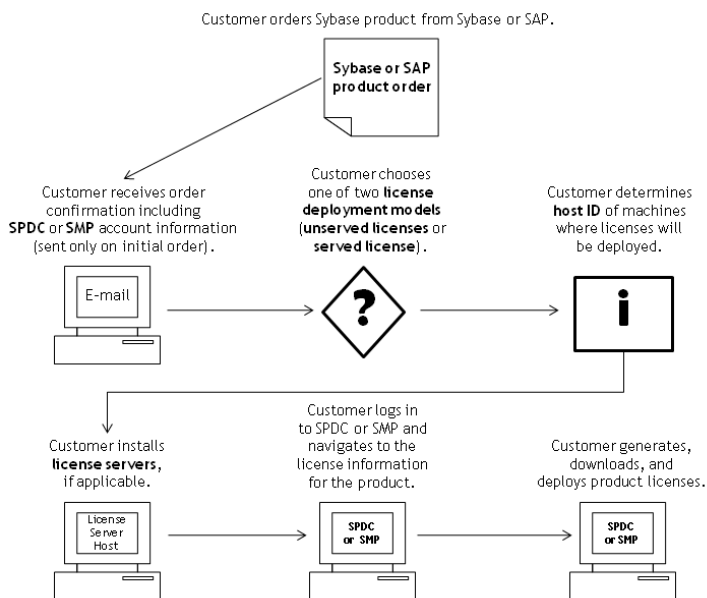 Customer orders Sybase product from Sybase or SAP.
Sybase or SAP
product order
Customer receives order
confirmation including
SPDC or SMP account information
(sent only on initial order).
E-mail
Customer chooses
one of two license
deployment models
(unserved licenses or
served license).
?
Customer determines
host ID of machines
where licenses will
be deployed.
i
Customer installs
license servers,
if applicable.
License
Server
Host
Customer logs in
to SPDC or SMP and
navigates to the
license information
for the product.
SPDC
or SMP
Customer generates,
downloads, and
deploys product licenses.
SPDC
or SMP